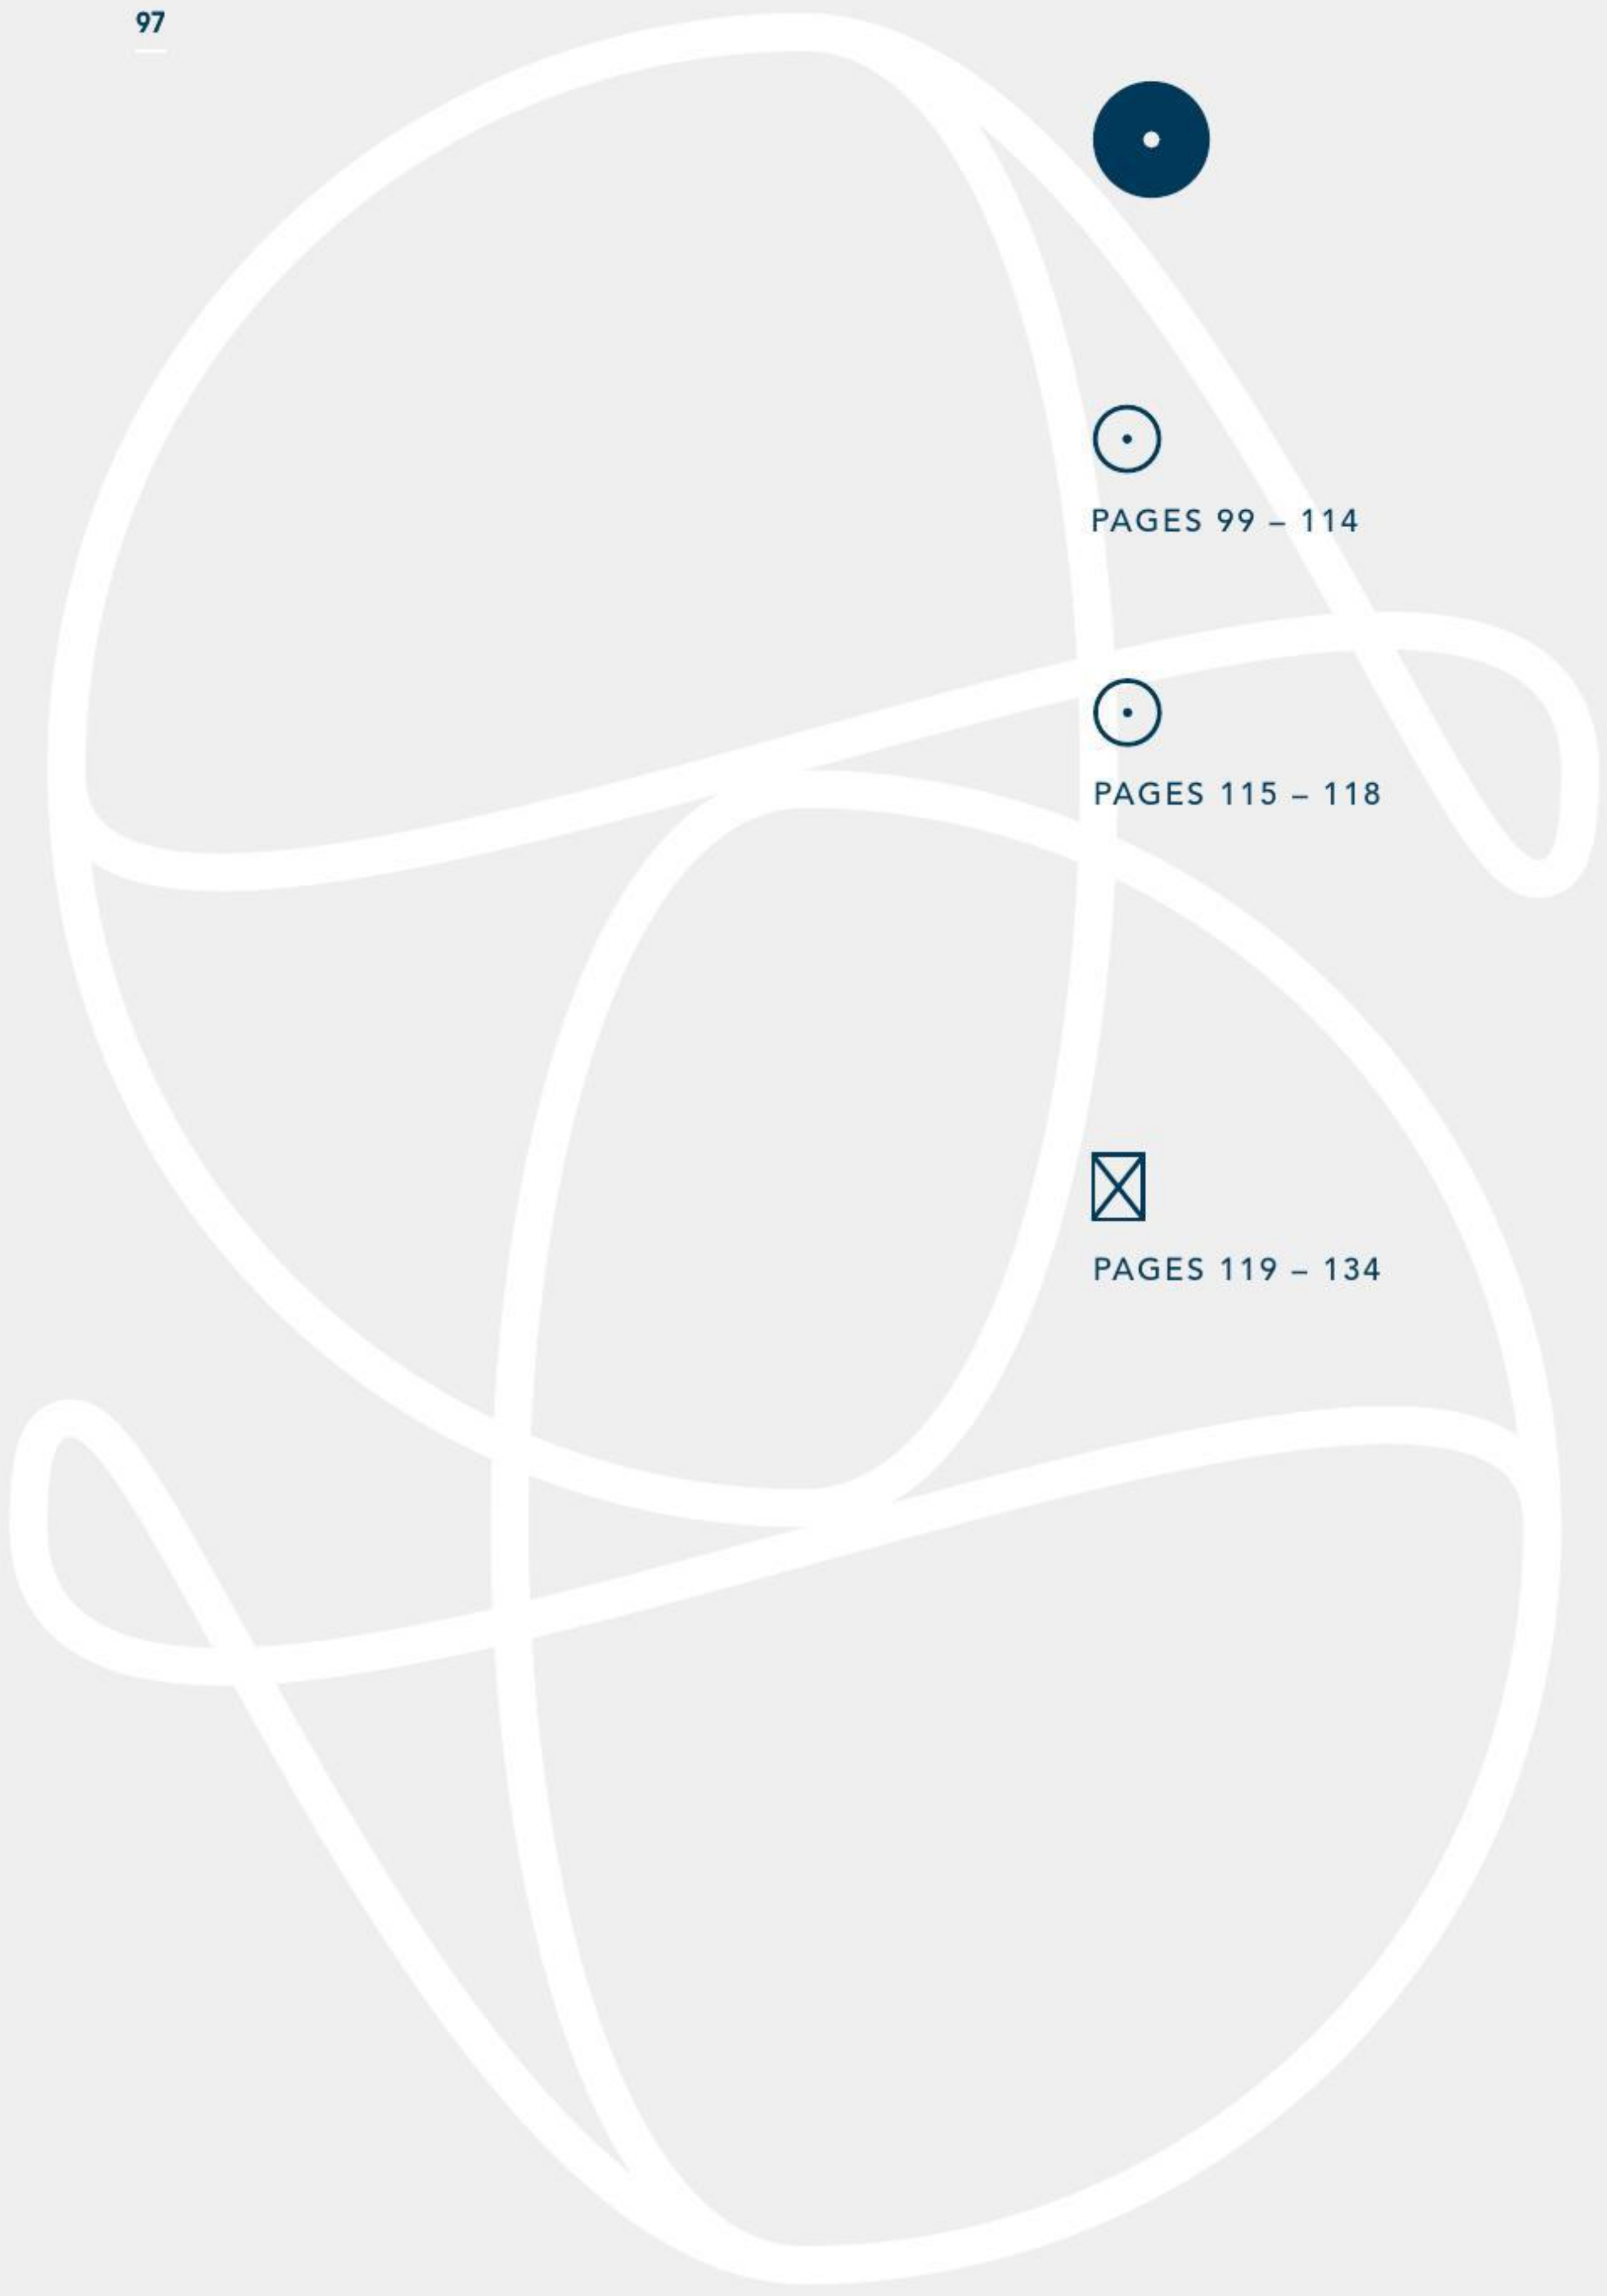 97
PAGES 99 – 114
PAGES 115 – 118
PAGES 119 – 134